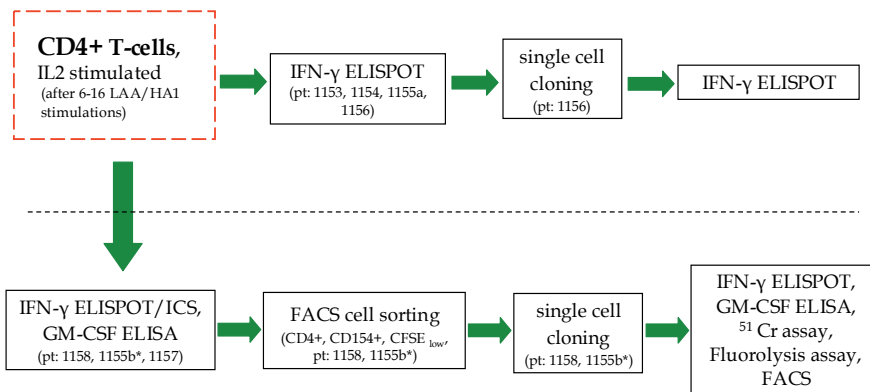 CD4+ T-cells,
IL2 stimulated
(after 6-16 LAA/HA1
stimulations)
IFN-γ ELISPOT
(pt: 1153, 1154, 1155a,
1156)
single cell
cloning
(pt: 1156)
IFN-γ ELISPOT
IFN-γ ELISPOT/ICS,
GM-CSF ELISA
(pt: 1158, 1155b*, 1157)
FACS cell sorting
(CD4+, CD154+, CFSE low,
pt: 1158, 1155b*)
single cell
cloning
(pt: 1158, 1155b*)
IFN-γ ELISPOT,
GM-CSF ELISA,
51 Cr assay,
Fluorolysis assay,
FACS